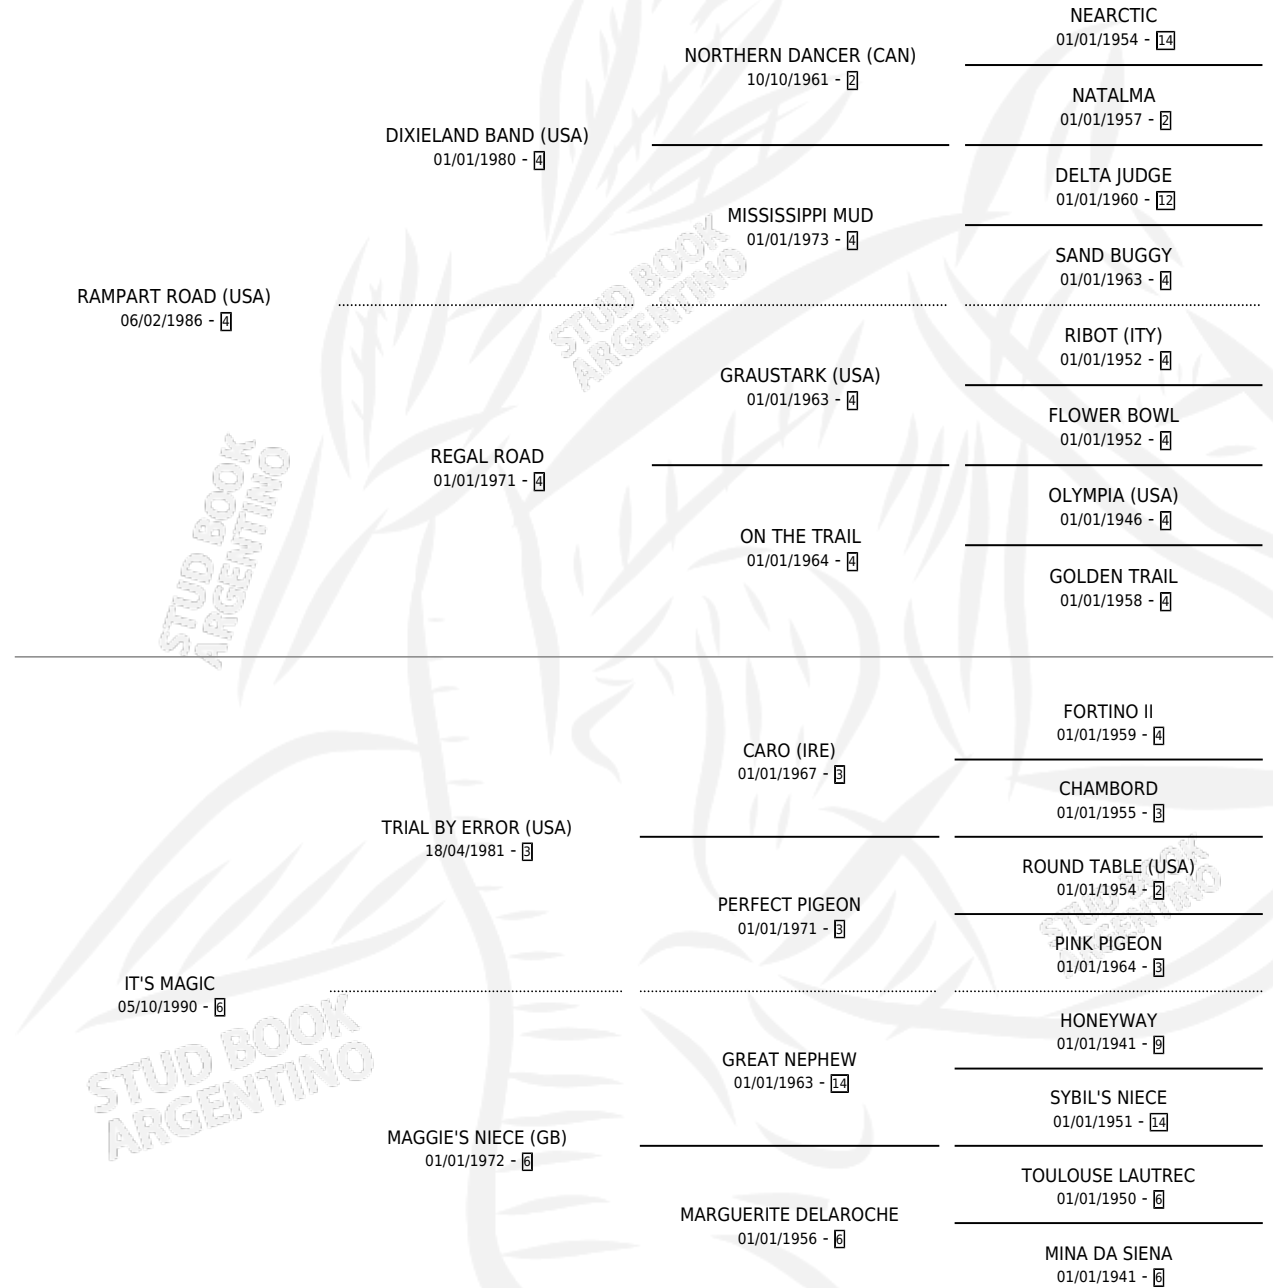 NEARCTIC
01/01/1954 - 14
NORTHERN DANCER (CAN)
10/10/1961 - 2
NATALMA
01/01/1957 - 2
DIXIELAND BAND (USA)
01/01/1980 - 4
DELTA JUDGE
01/01/1960 - 12
MISSISSIPPI MUD
01/01/1973 - 4
SAND BUGGY
01/01/1963 - 4
RAMPART ROAD (USA)
06/02/1986 - 4
STUD BOOK
ARGENTINO
RIBOT (ITY)
01/01/1952 - 4
GRAUSTARK (USA)
01/01/1963 - 4
FLOWER BOWL
01/01/1952 - 4
REGAL ROAD
01/01/1971 - 4
OLYMPIA (USA)
01/01/1946 - 4
ON THE TRAIL
01/01/1964 - 4
GOLDEN TRAIL
01/01/1958 - 4
STUD BOOK
ARGENTINO
FORTINO II
01/01/1959 - 4
CARO (IRE)
01/01/1967 - 3
CHAMBORD
01/01/1955 - 3
TRIAL BY ERROR (USA)
18/04/1981 - 3
ROUND TABLE (USA)
01/01/1954 - 2
PERFECT PIGEON
01/01/1971 - 3
STUD BOOK
ARGENTINO
PINK PIGEON
01/01/1964 - 3
IT'S MAGIC
05/10/1990 - 6
HONEYWAY
01/01/1941 - 9
GREAT NEPHEW
01/01/1963 - 14
SYBIL'S NIECE
01/01/1951 - 14
STUD BOOK
ARGENTINO
MAGGIE'S NIECE (GB)
01/01/1972 - 6
TOULOUSE LAUTREC
01/01/1950 - 6
MARGUERITE DELAROCHE
01/01/1956 - 6
MINA DA SIENA
01/01/1941 - 6